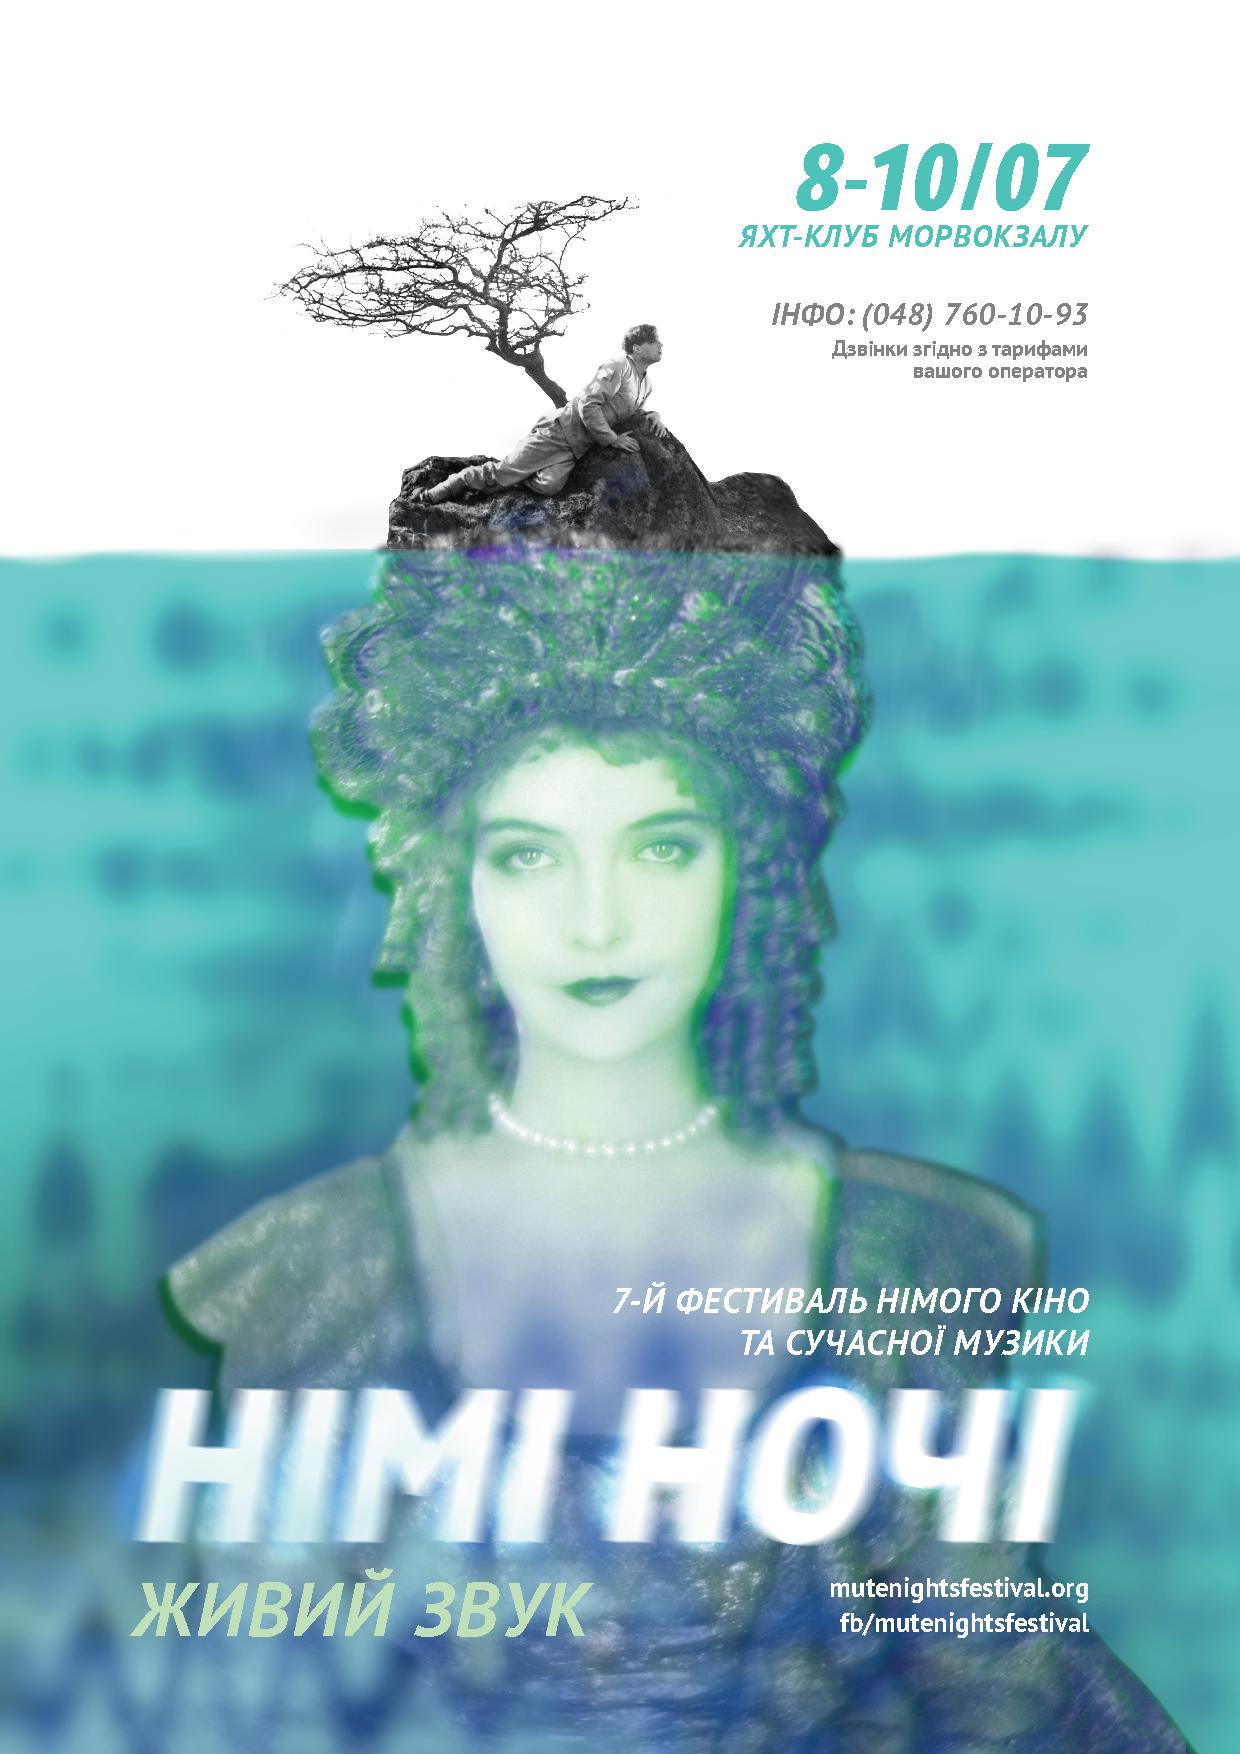 8-10/07
ЯХТ-КЛУБ МОРВОКЗАЛУ
ІНФО: (048) 760-10-93
Дзвінки згідно з тарифами
вашого оператора
7-Й ФЕСТИВАЛЬ НІМОГО КІНО
ТА СУЧАСНОЇ МУЗИКИ
НІМІ НОЧІ
ЖИВИЙ ЗВУК
mutenightsfestival.org
fb/mutenightsfestival